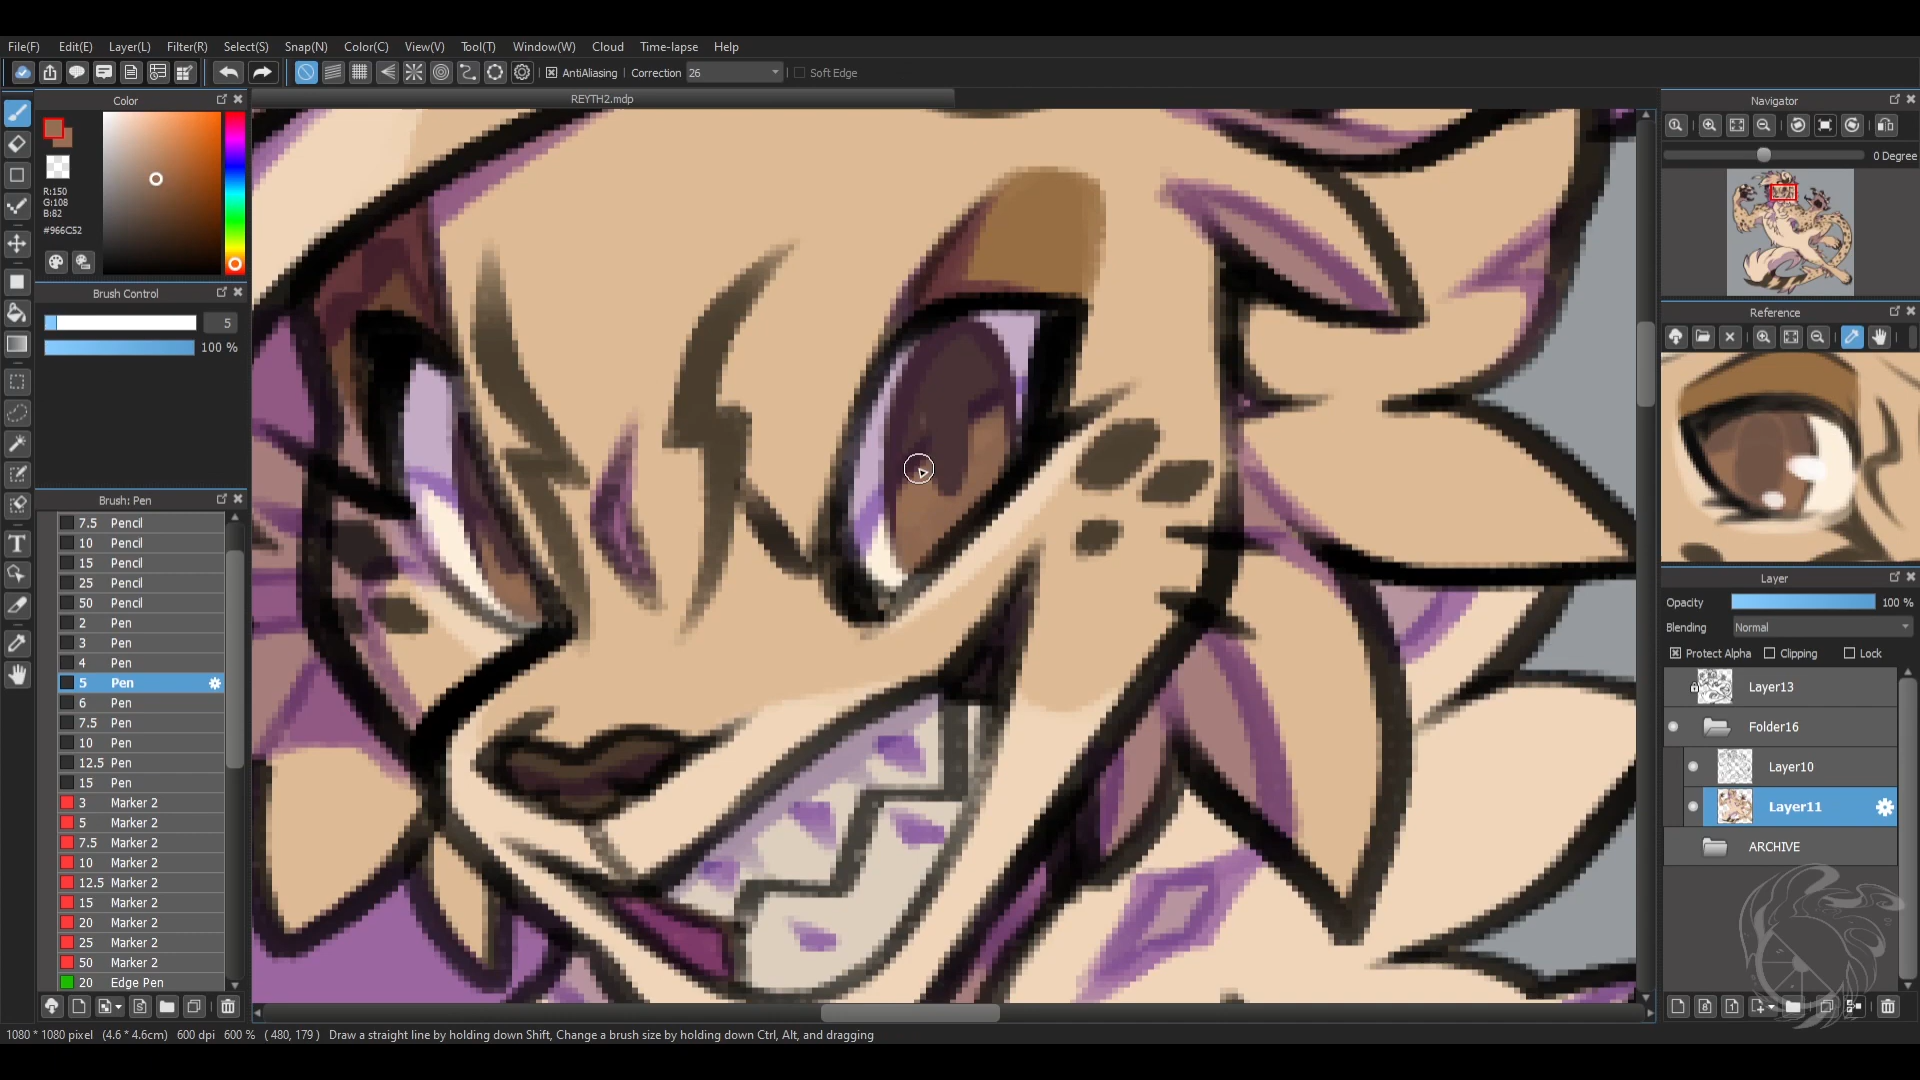 File(F) Edit(E) Layer(L) Filter(R) Select(S) Snap(N) Color(C) View(V) Tool(T) Window(W) Cloud Time-lapse Help
AntiAliasing Correction 26 Soft Edge
Color
REYTH2.mdp
R:150
G:108
B:82
#966C52
Brush Control
5
100 %
Brush: Pen
7.5 Pencil
10 Pencil
15 Pencil
25 Pencil
50 Pencil
2 Pen
3 Pen
4 Pen
5 Pen
6 Pen
7.5 Pen
10 Pen
12.5 Pen
15 Pen
3 Marker 2
5 Marker 2
7.5 Marker 2
10 Marker 2
12.5 Marker 2
15 Marker 2
20 Marker 2
25 Marker 2
50 Marker 2
20 Edge Pen
Navigator
0 Degree
Reference
Layer
Opacity 100 %
Blending Normal
Protect Alpha Clipping Lock
Layer13
Folder16
Layer10
Layer11
ARCHIVE
1080 * 1080 pixel (4.6 * 4.6cm) 600 dpi 600 % ( 480, 179 ) Draw a straight line by holding down Shift, Change a brush size by holding down Ctrl, Alt, and dragging